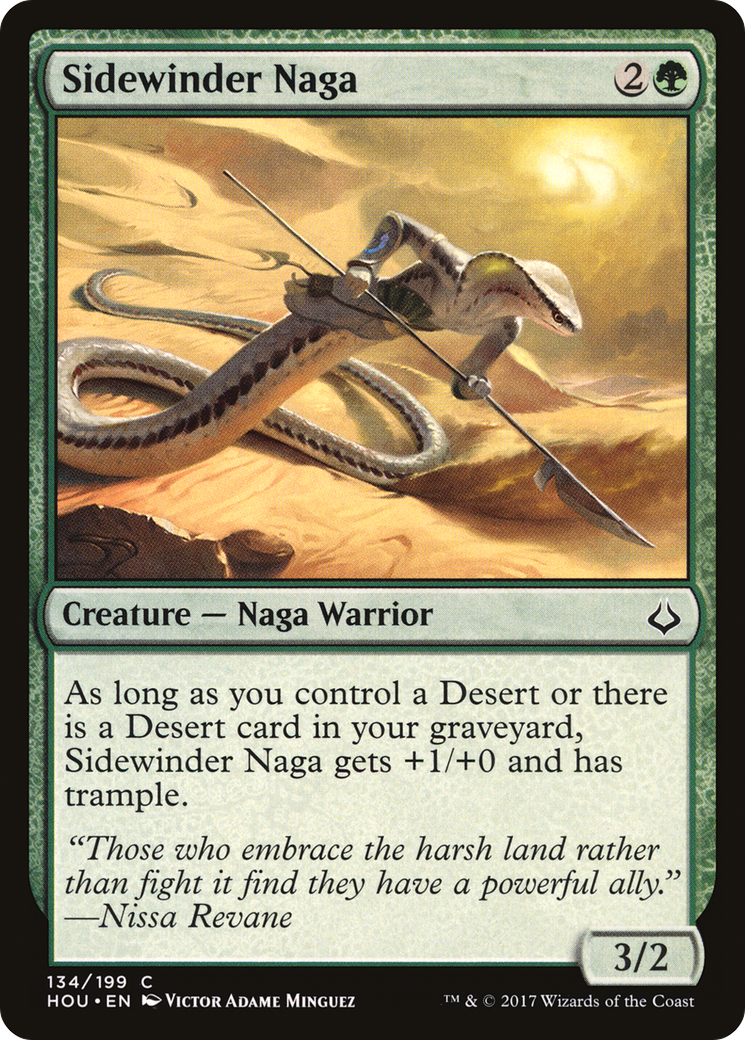 Sidewinder Naga 2
Creature — Naga Warrior
As long as you control a Desert or there
is a Desert card in your graveyard,
Sidewinder Naga gets +1/+0 and has
trample.
“Those who embrace the harsh land rather
than fight it find they have a powerful ally.”
—Nissa Revane
3/2
134/199 C
HOU • EN Victor Adame Minguez ™ & © 2017 Wizards of the Coast